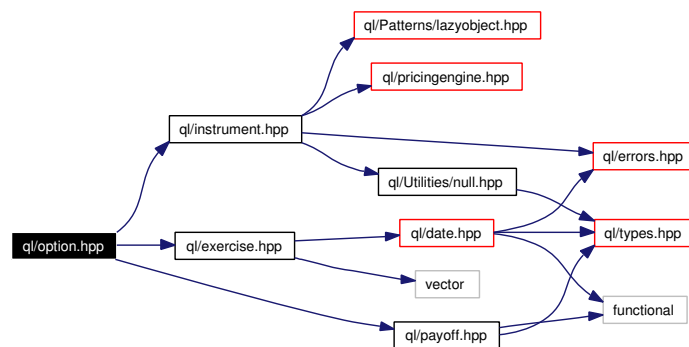 ql/Patterns/lazyobject.hpp
ql/pricingengine.hpp
ql/instrument.hpp
ql/errors.hpp
ql/Utilities/null.hpp
ql/option.hpp
ql/exercise.hpp
ql/date.hpp
ql/types.hpp
vector
functional
ql/payoff.hpp